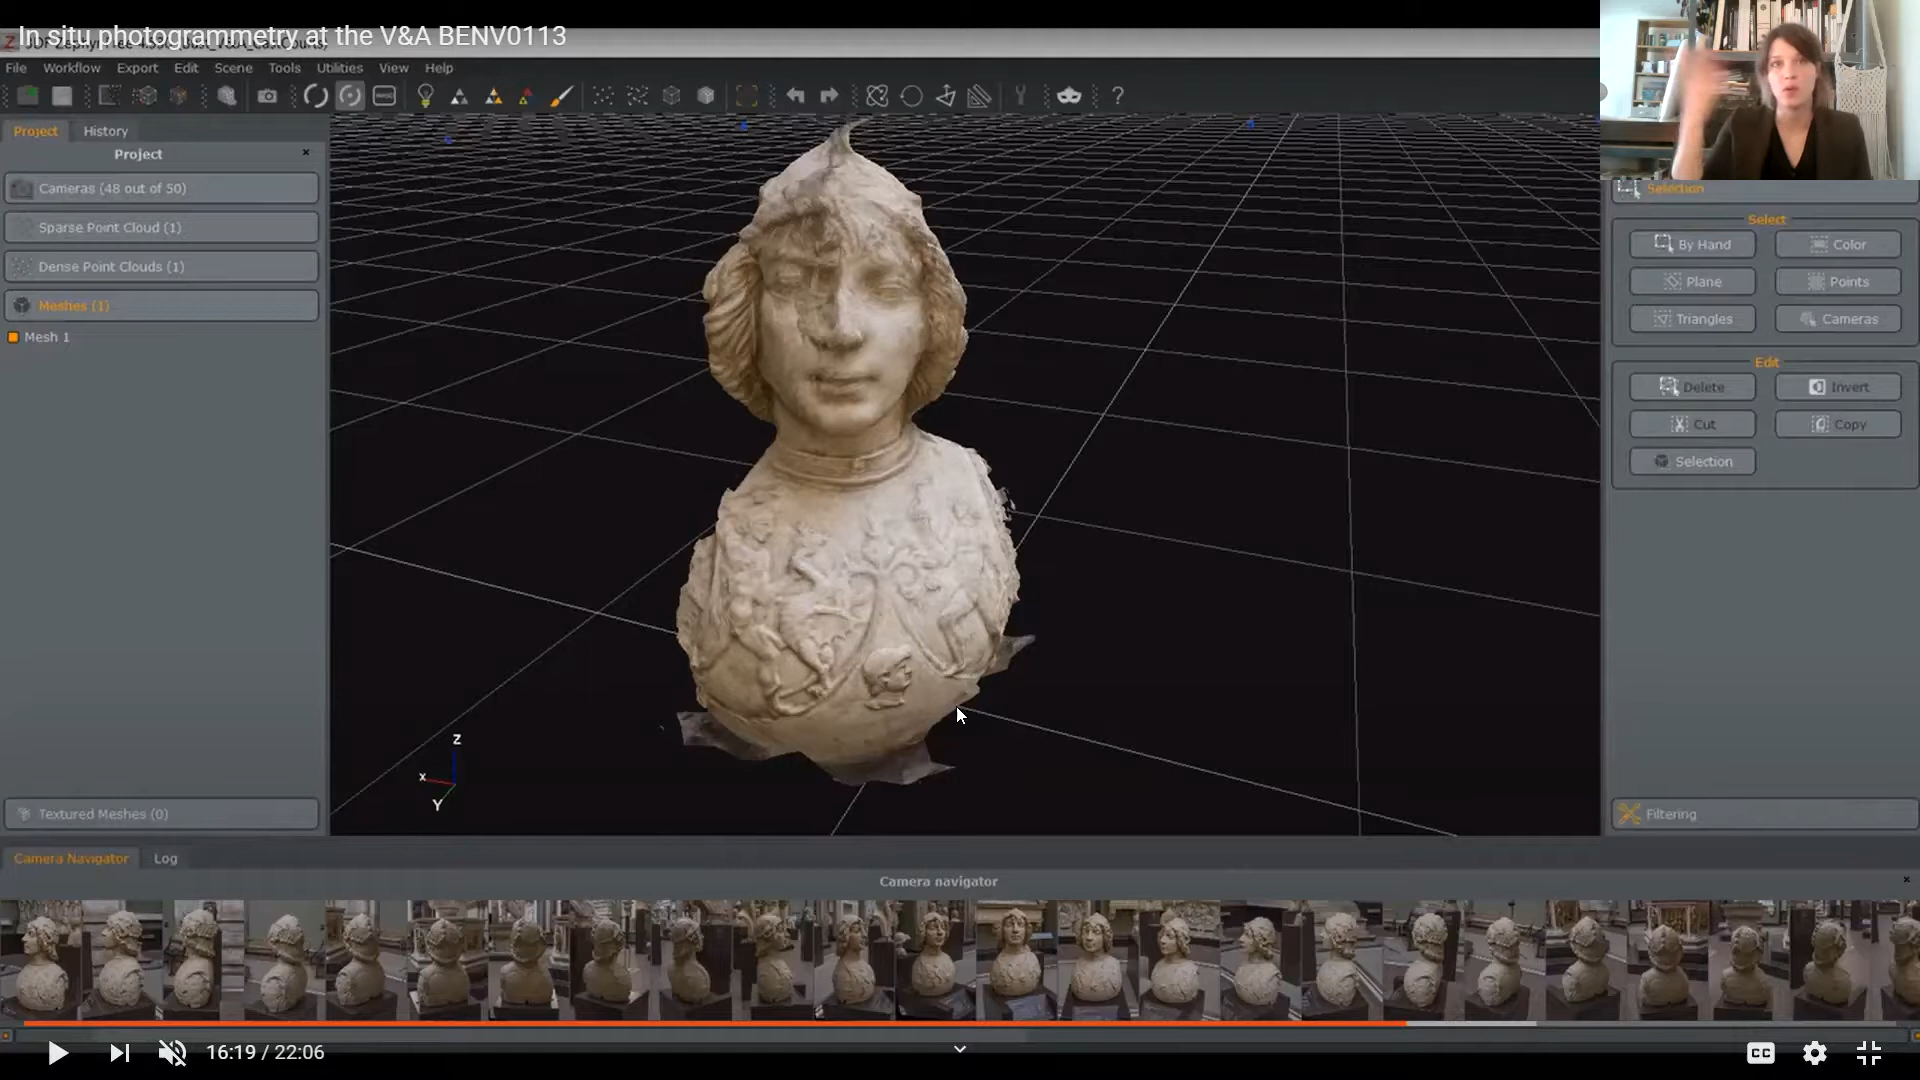 In situ photogrammetry at the V&A BENV0113
File Workflow Export Edit Scene Tools Utilities View Help
Project History
Project
Cameras (48 out of 50)
Sparse Point Cloud (1)
Dense Point Clouds (1)
Meshes (1)
Mesh 1
Textured Meshes (0)
Z
X
Y
Selection
Select
By Hand Color
Plane Points
Triangles Cameras
Edit
Delete Invert
Cut Copy
Selection
Filtering
Camera Navigator Log
Camera navigator
16:19 / 22:06
CC